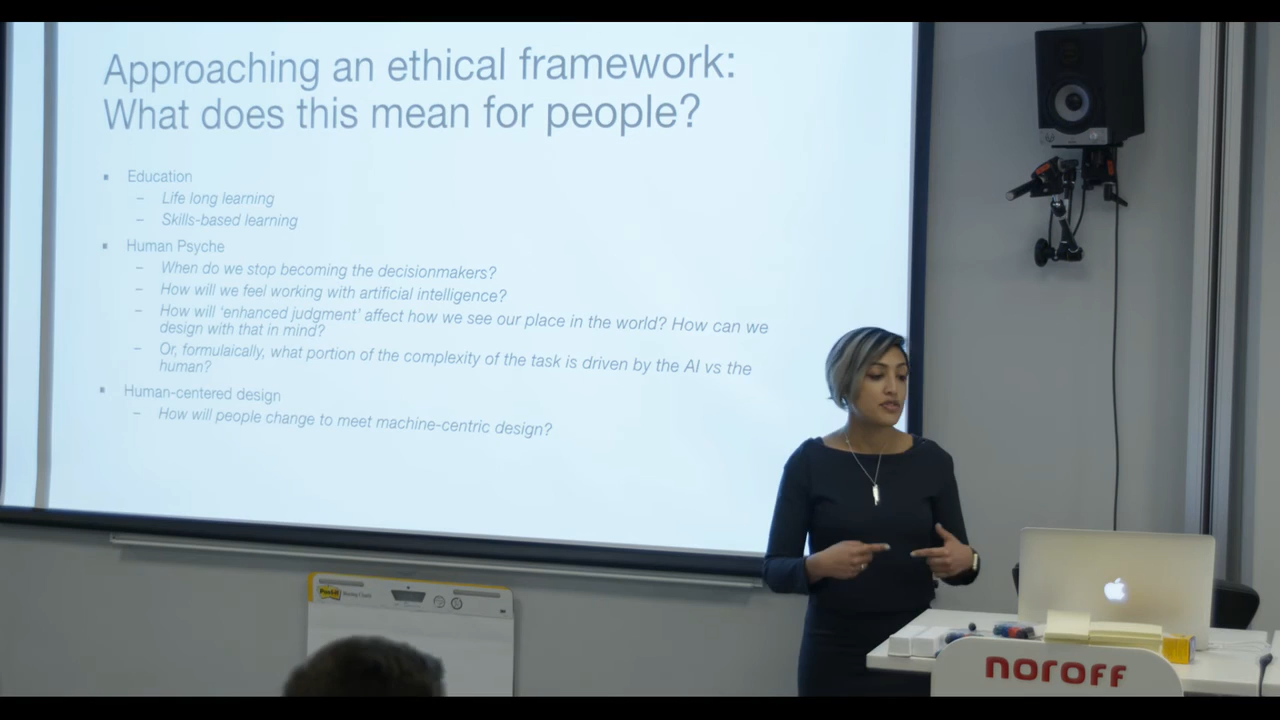 Approaching an ethical framework:
What does this mean for people?
▪ Education
– Life long learning
– Skills-based learning
▪ Human Psyche
– When do we stop becoming the decisionmakers?
– How will we feel working with artificial intelligence?
– How will ‘enhanced judgment’ affect how we see our place in the world? How can we
design with that in mind?
– Or, formulaically, what portion of the complexity of the task is driven by the AI vs the
human?
▪ Human-centered design
– How will people change to meet machine-centric design?
Post-it
noroff